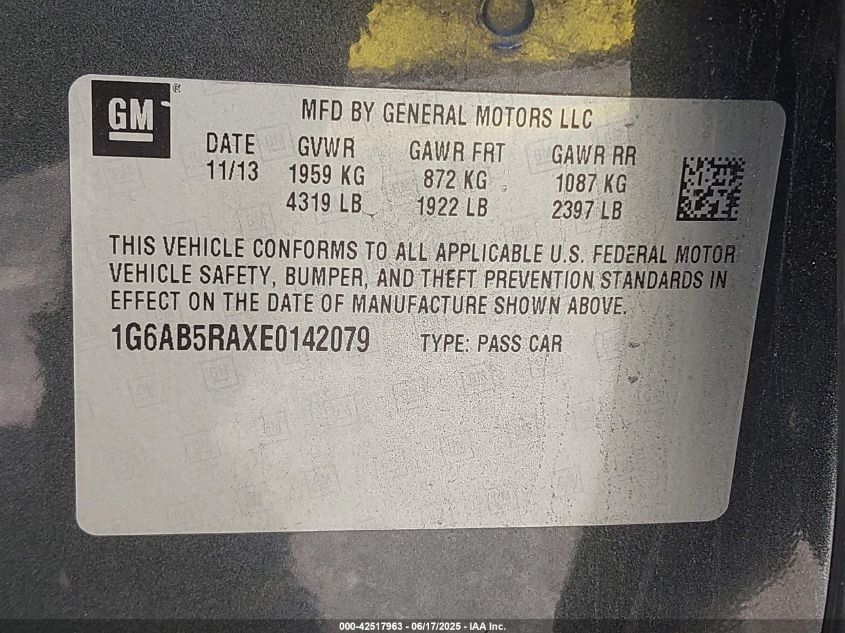 GM
MFD BY GENERAL MOTORS LLC
DATE GVWR GAWR FRT GAWR RR
11/13 1959 KG 872 KG 1087 KG
4319 LB 1922 LB 2397 LB
THIS VEHICLE CONFORMS TO ALL APPLICABLE U.S. FEDERAL MOTOR
VEHICLE SAFETY, BUMPER, AND THEFT PREVENTION STANDARDS IN
EFFECT ON THE DATE OF MANUFACTURE SHOWN ABOVE.
1G6AB5RAXE0142079 TYPE: PASS CAR
000-42517963 - 06/17/2025 - IAA Inc.